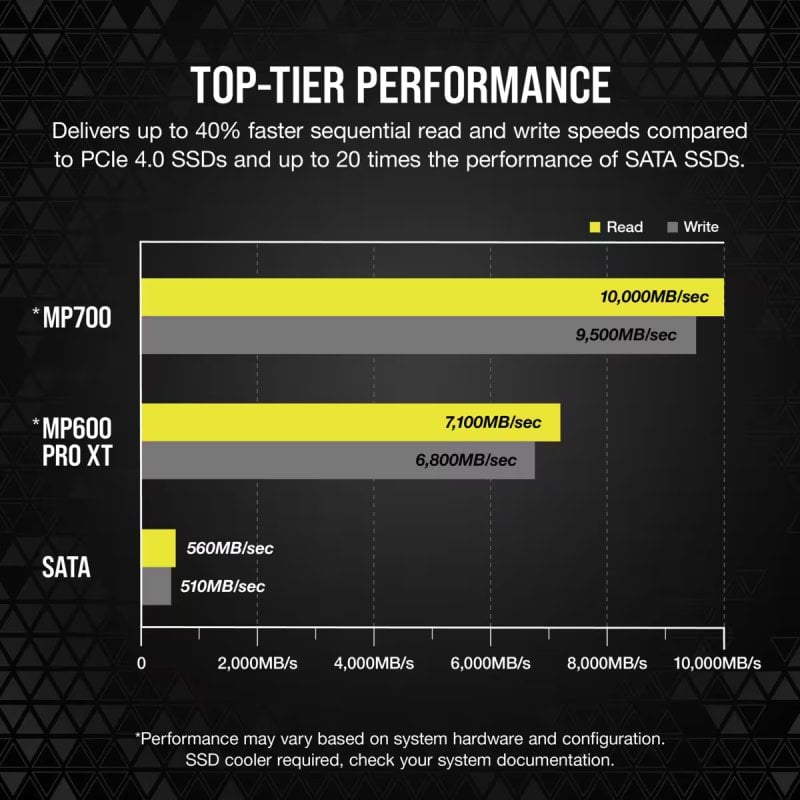 TOP-TIER PERFORMANCE
Delivers up to 40% faster sequential read and write speeds compared
to PCIe 4.0 SSDs and up to 20 times the performance of SATA SSDs.
Read Write
*MP700
10,000MB/sec
9,500MB/sec
*MP600
PRO XT
7,100MB/sec
6,800MB/sec
SATA
560MB/sec
510MB/sec
0 2,000MB/s 4,000MB/s 6,000MB/s 8,000MB/s 10,000MB/s
*Performance may vary based on system hardware and configuration.
SSD cooler required, check your system documentation.